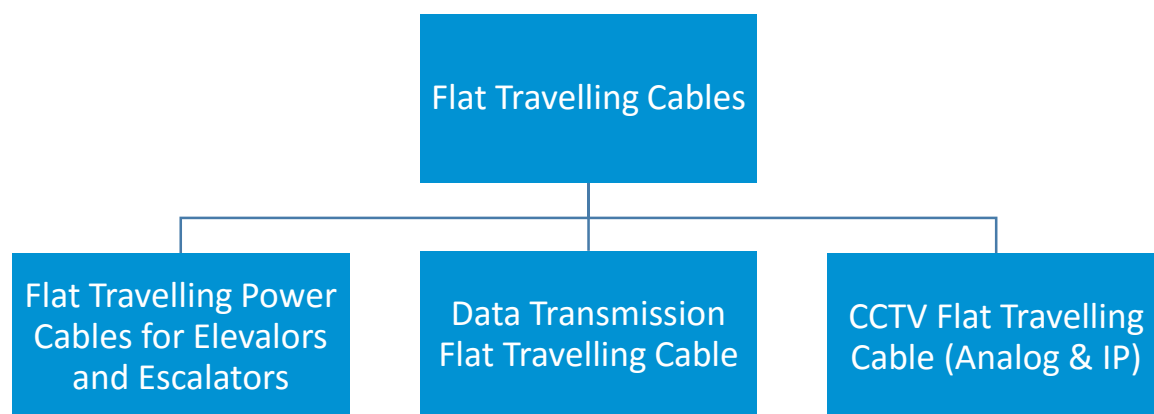 Flat Travelling Cables
Flat Travelling Power
Cables for Elevalors
and Escalators
Data Transmission
Flat Travelling Cable
CCTV Flat Travelling
Cable (Analog & IP)